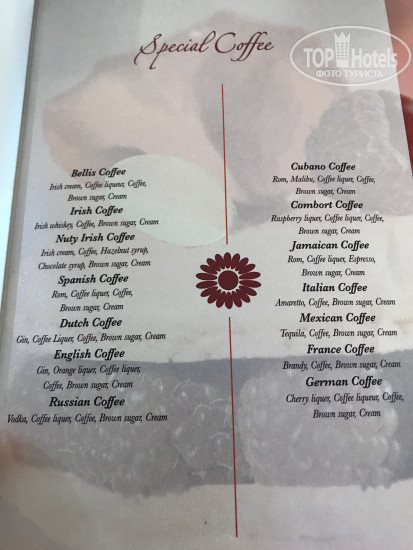 Special Coffee
TOP Hotels
ФОТО ТУРИСТА
Bellis Coffee
Irish cream, Coffee liqueur, Coffee,
Brown sugar, Cream
Irish Coffee
Irish whiskey, Coffee, Brown sugar, Cream
Nuty Irish Coffee
Irish cream, Coffee, Hazelnut syrup,
Chocolate syrup, Brown sugar, Cream
Spanish Coffee
Rom, Coffee liquer, Coffee,
Brown sugar, Cream
Dutch Coffee
Gin, Coffee Liquer, Coffee, Brown sugar, Cream
English Coffee
Gin, Orange liquer, Coffee liquer,
Coffee, Brown sugar, Cream
Russian Coffee
Vodka, Coffee liquer, Coffee, Brown sugar, Cream
Cubano Coffee
Rom, Malibu, Coffee liquer, Coffee,
Brown sugar, Cream
Combort Coffee
Raspberry liquer, Coffee liquer, Coffee,
Brown sugar, Cream
Jamaican Coffee
Rom, Coffee liquer, Espresso,
Brown sugar, Cream
Italian Coffee
Amaretto, Coffee, Brown sugar, Cream
Mexican Coffee
Tequila, Coffee, Brown sugar, Cream
France Coffee
Brandy, Coffee, Brown sugar, Cream
German Coffee
Cherry liquer, Coffee liqueur, Coffee,
Brown sugar, Cream